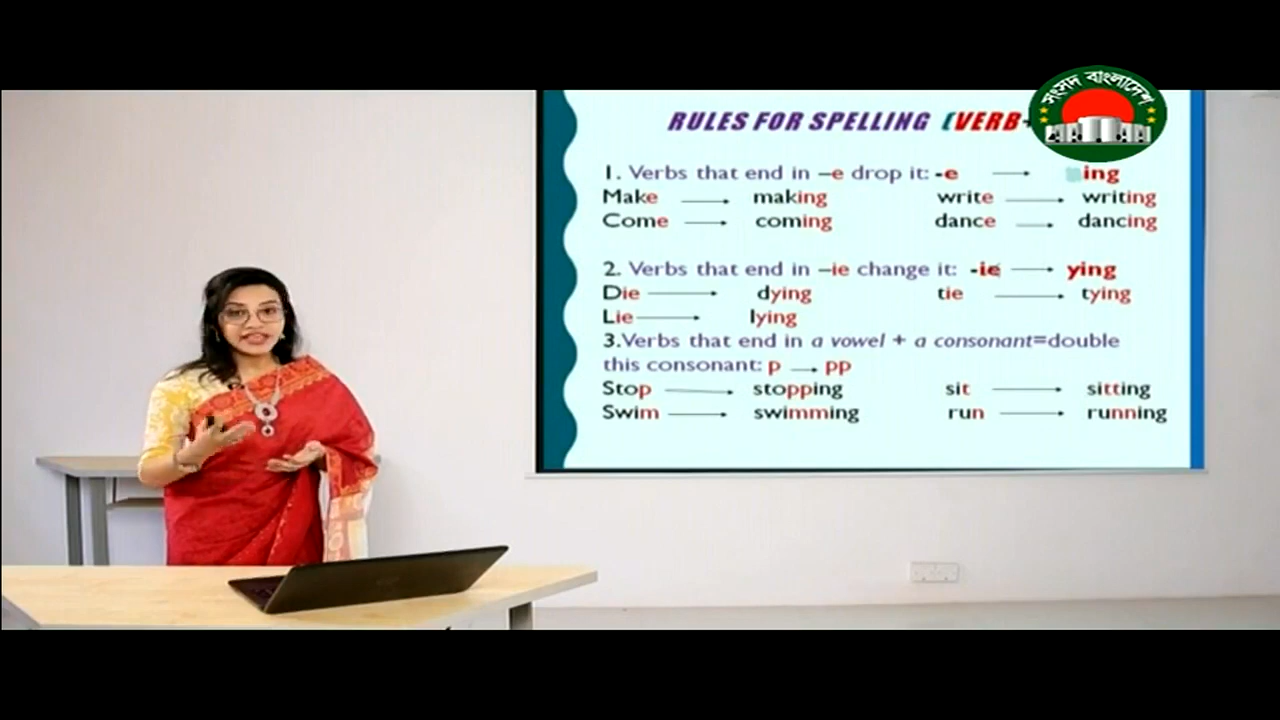 সংসদ বাংলাদেশ
RULES FOR SPELLING (VERB+
1. Verbs that end in –e drop it: -e → ing
Make → making write → writing
Come → coming dance → dancing
2. Verbs that end in –ie change it: -ie → ying
Die → dying tie → tying
Lie → lying
3.Verbs that end in a vowel + a consonant=double
this consonant: p → pp
Stop → stopping sit → sitting
Swim → swimming run → running